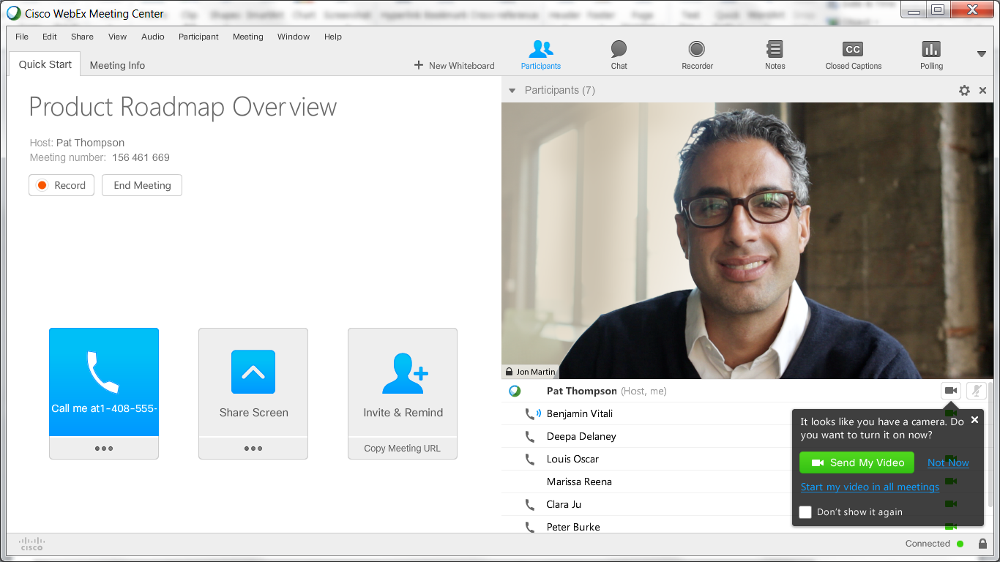 Cisco WebEx Meeting Center
File Edit Share View Audio Participant Meeting Window Help
Quick Start Meeting Info
New Whiteboard
Participants Chat Recorder Notes Closed Captions Polling
CC
Product Roadmap Overview
Host: Pat Thompson
Meeting number: 156 461 669
Record End Meeting
Call me at1-408-555-
Share Screen
Invite & Remind
Copy Meeting URL
Participants (7)
Jon Martin
Pat Thompson (Host, me)
Benjamin Vitali
Deepa Delaney
Louis Oscar
Marissa Reena
Clara Ju
Peter Burke
It looks like you have a camera. Do
you want to turn it on now?
Send My Video Not Now
Start my video in all meetings
Don't show it again
cisco
Connected